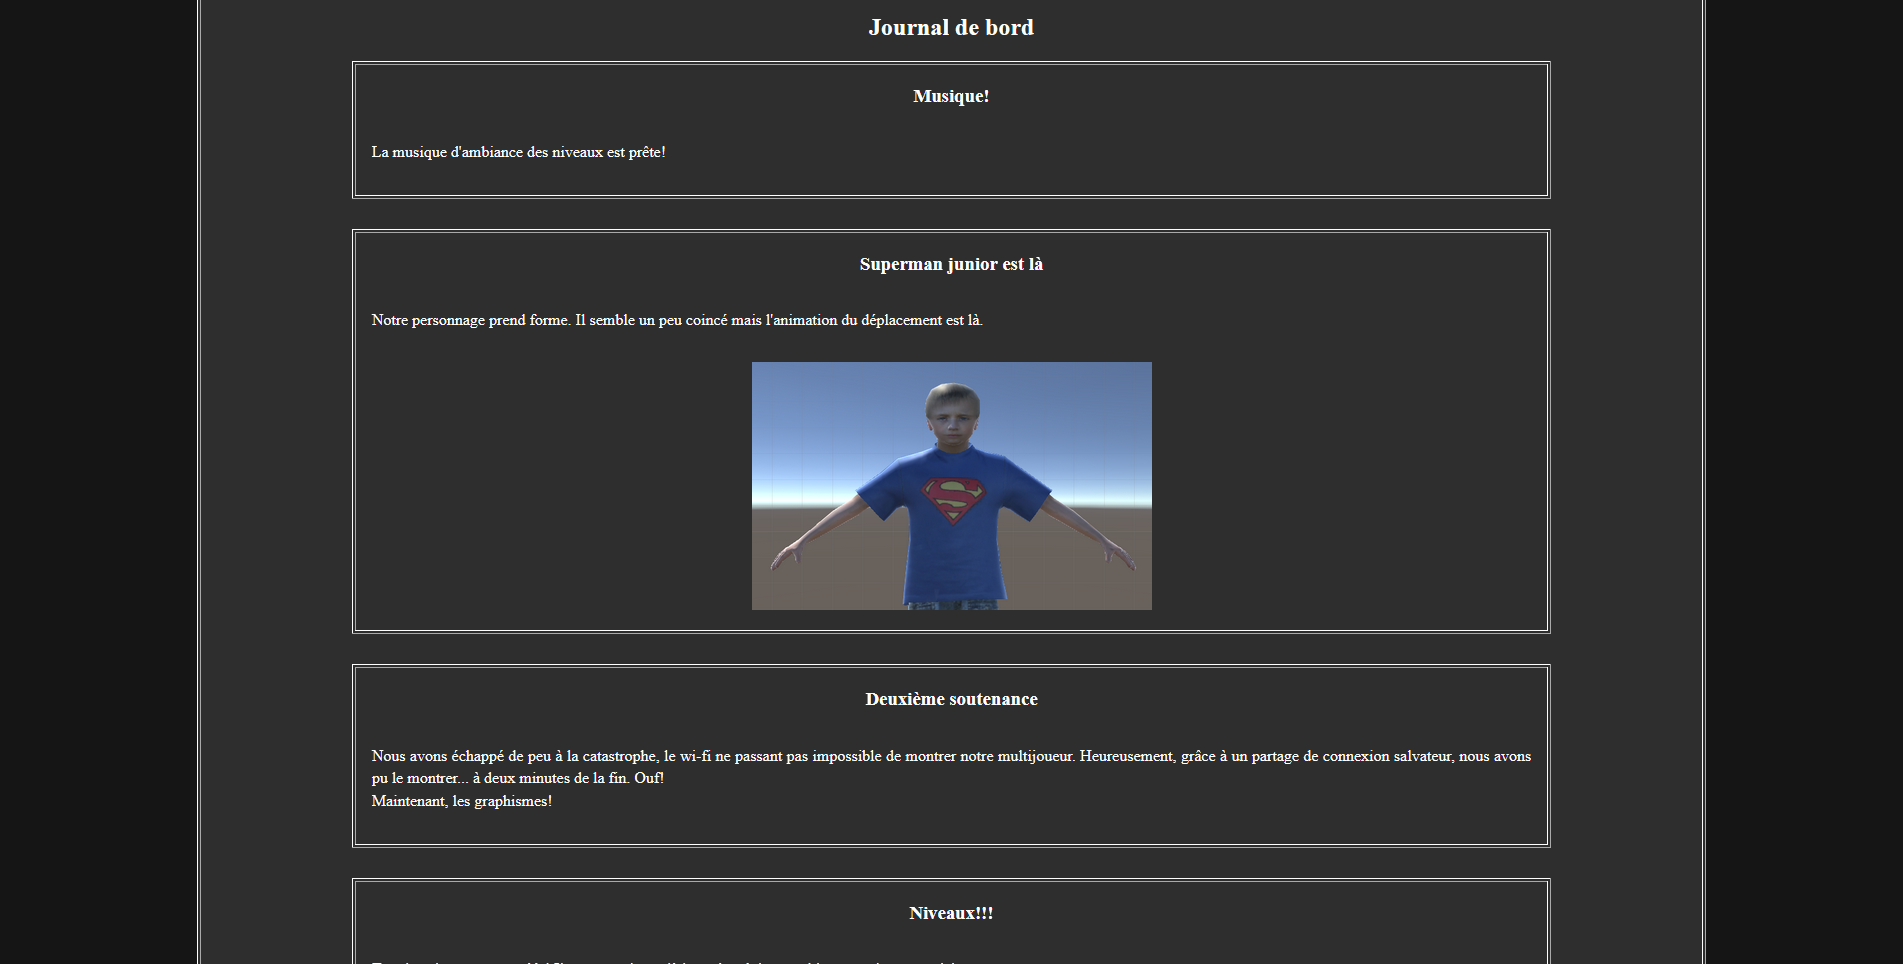 Journal de bord
Musique!
La musique d'ambiance des niveaux est prête!
Superman junior est là
Notre personnage prend forme. Il semble un peu coincé mais l'animation du déplacement est là.
S
Deuxième soutenance
Nous avons échappé de peu à la catastrophe, le wi-fi ne passant pas impossible de montrer notre multijoueur. Heureusement, grâce à un partage de connexion salvateur, nous avons
pu le montrer... à deux minutes de la fin. Ouf!
Maintenant, les graphismes!
Niveaux!!!